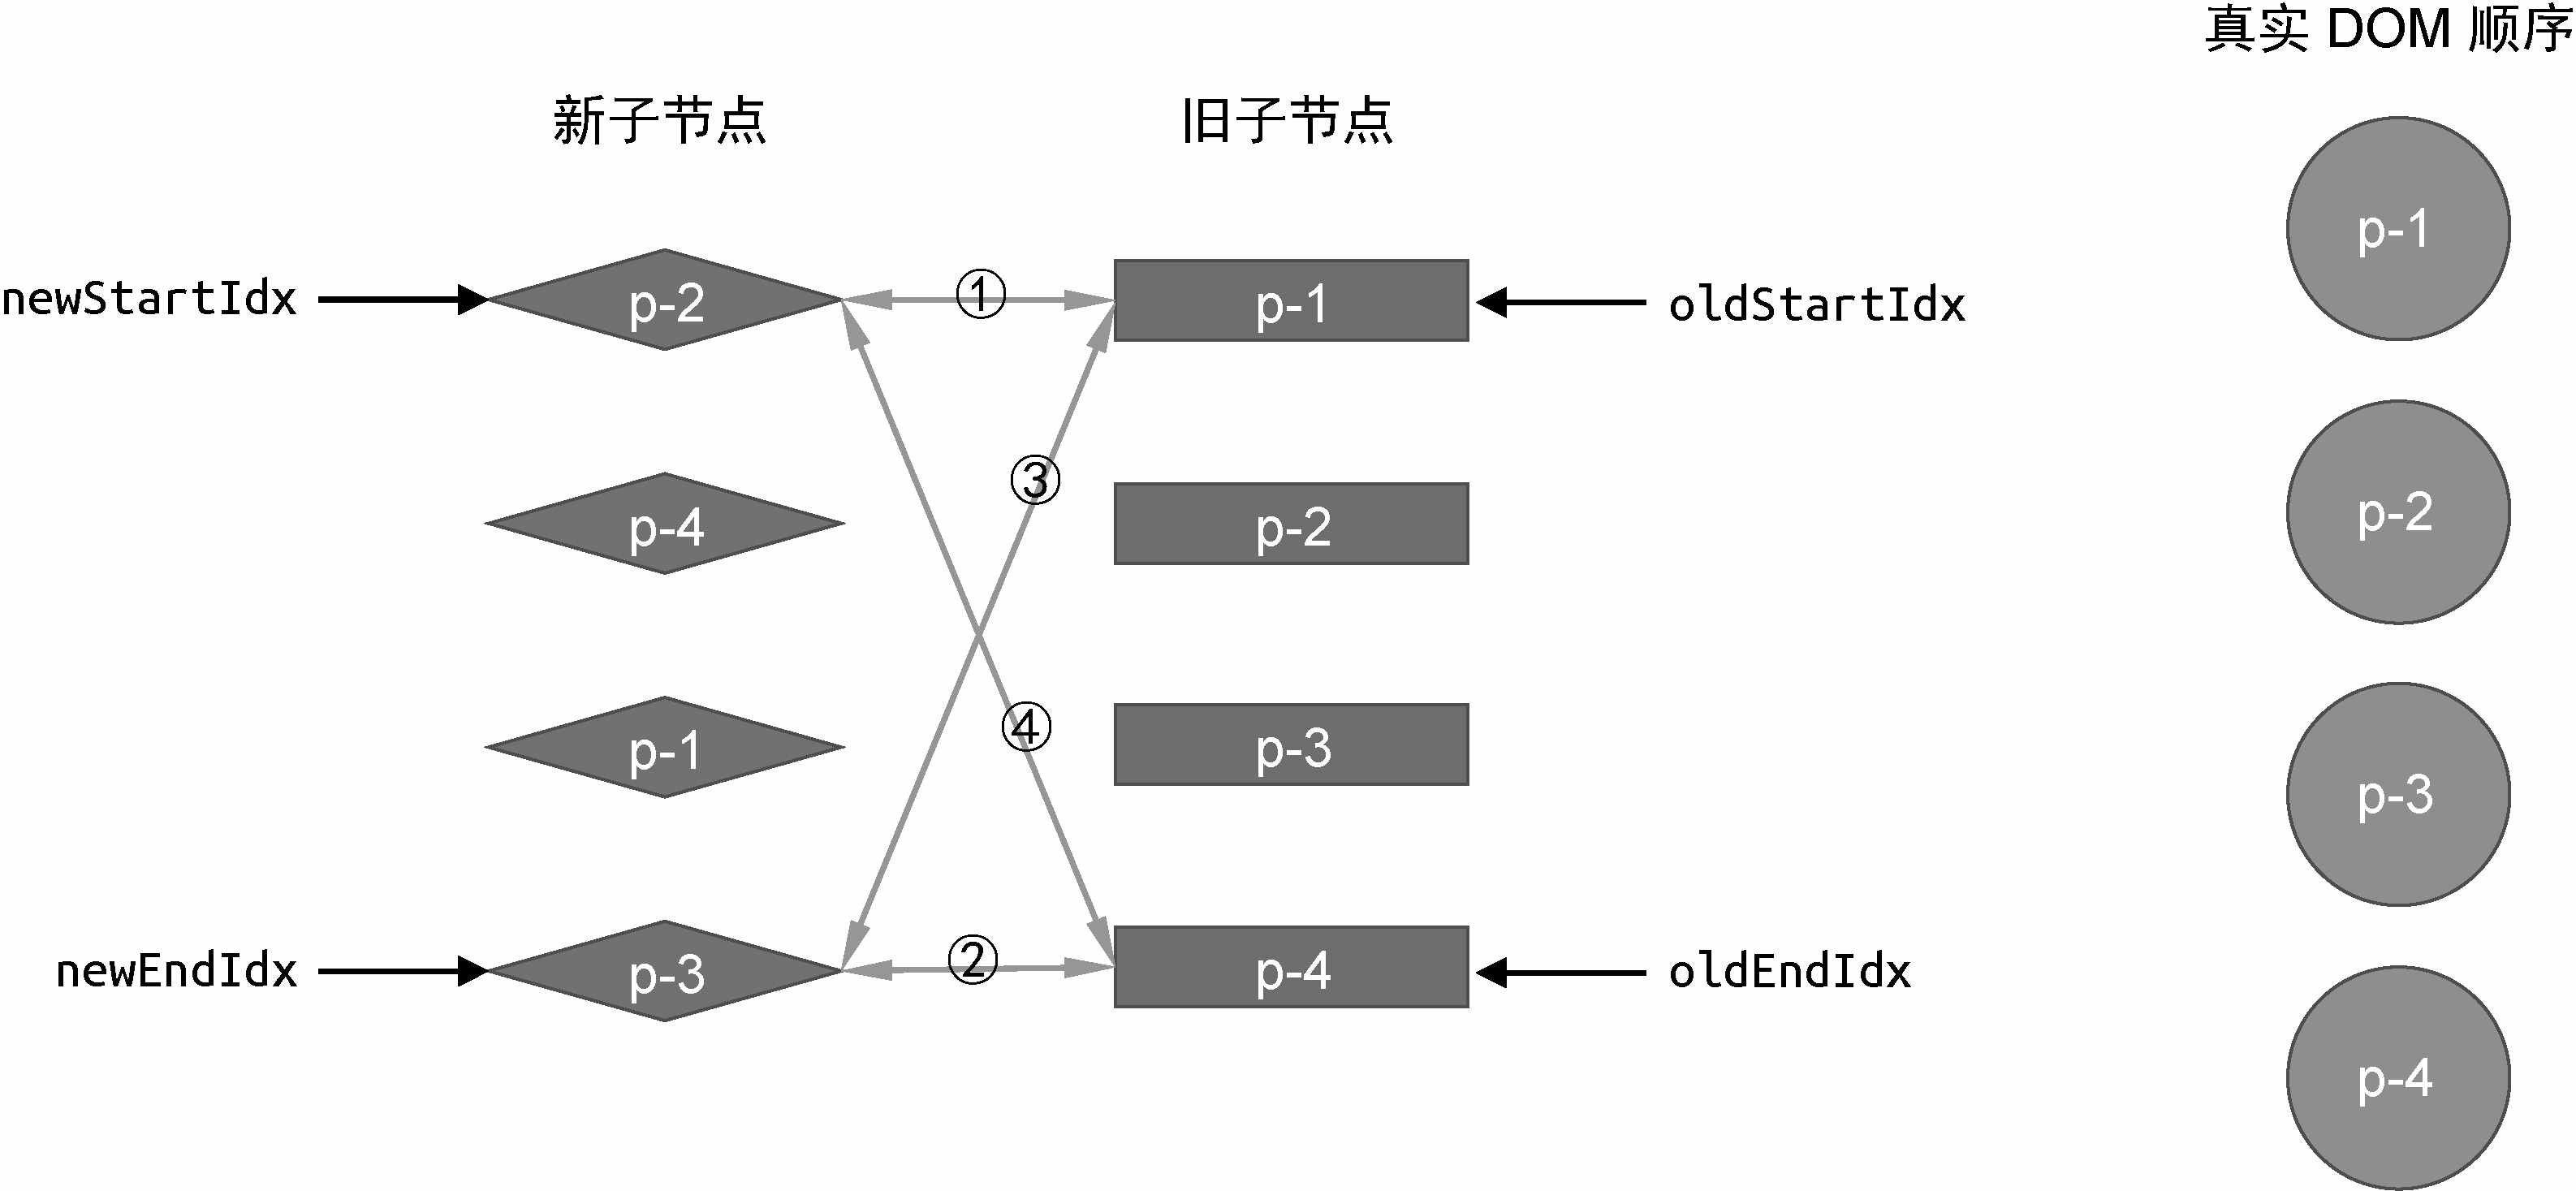 真实 DOM 顺序
新子节点
旧子节点
p-1
newStartIdx
p-2
①
p-1
oldStartIdx
③
p-4
p-2
p-2
④
p-1
p-3
p-3
newEndIdx
p-3
②
p-4
oldEndIdx
p-4